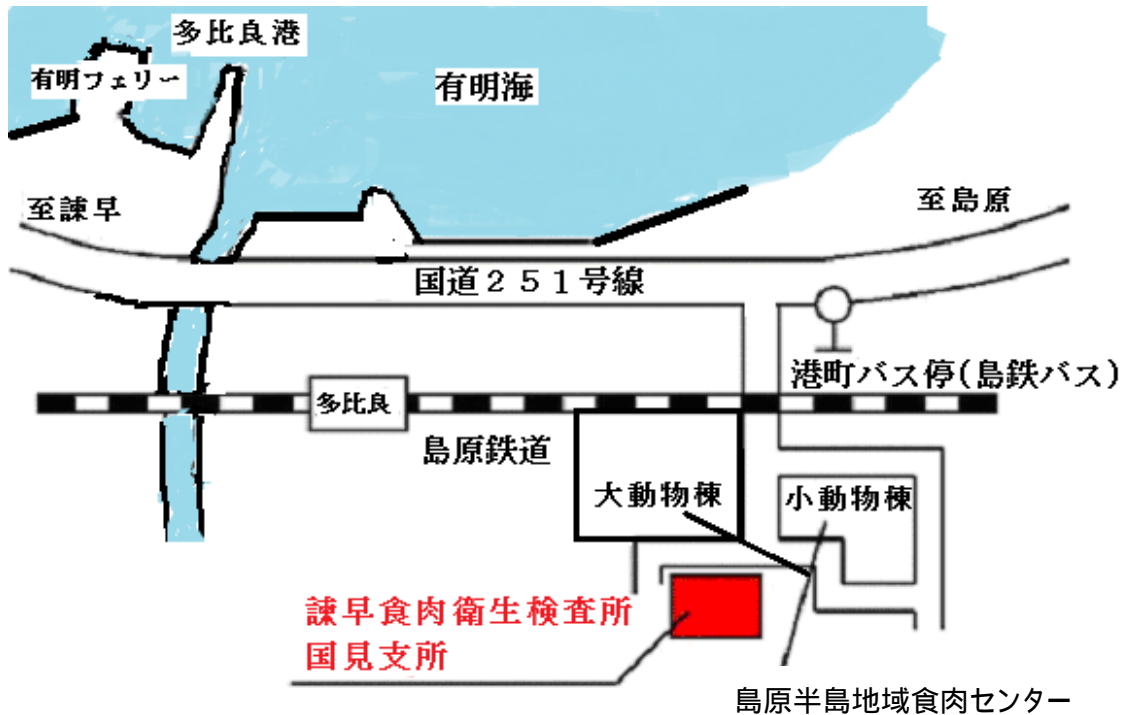 多比良港
有明フェリー
有明海
至諫早
至島原
国道２５１号線
港町バス停(島鉄バス)
多比良
島原鉄道
大動物棟
小動物棟
諫早食肉衛生検査所
国見支所
島原半島地域食肉センター